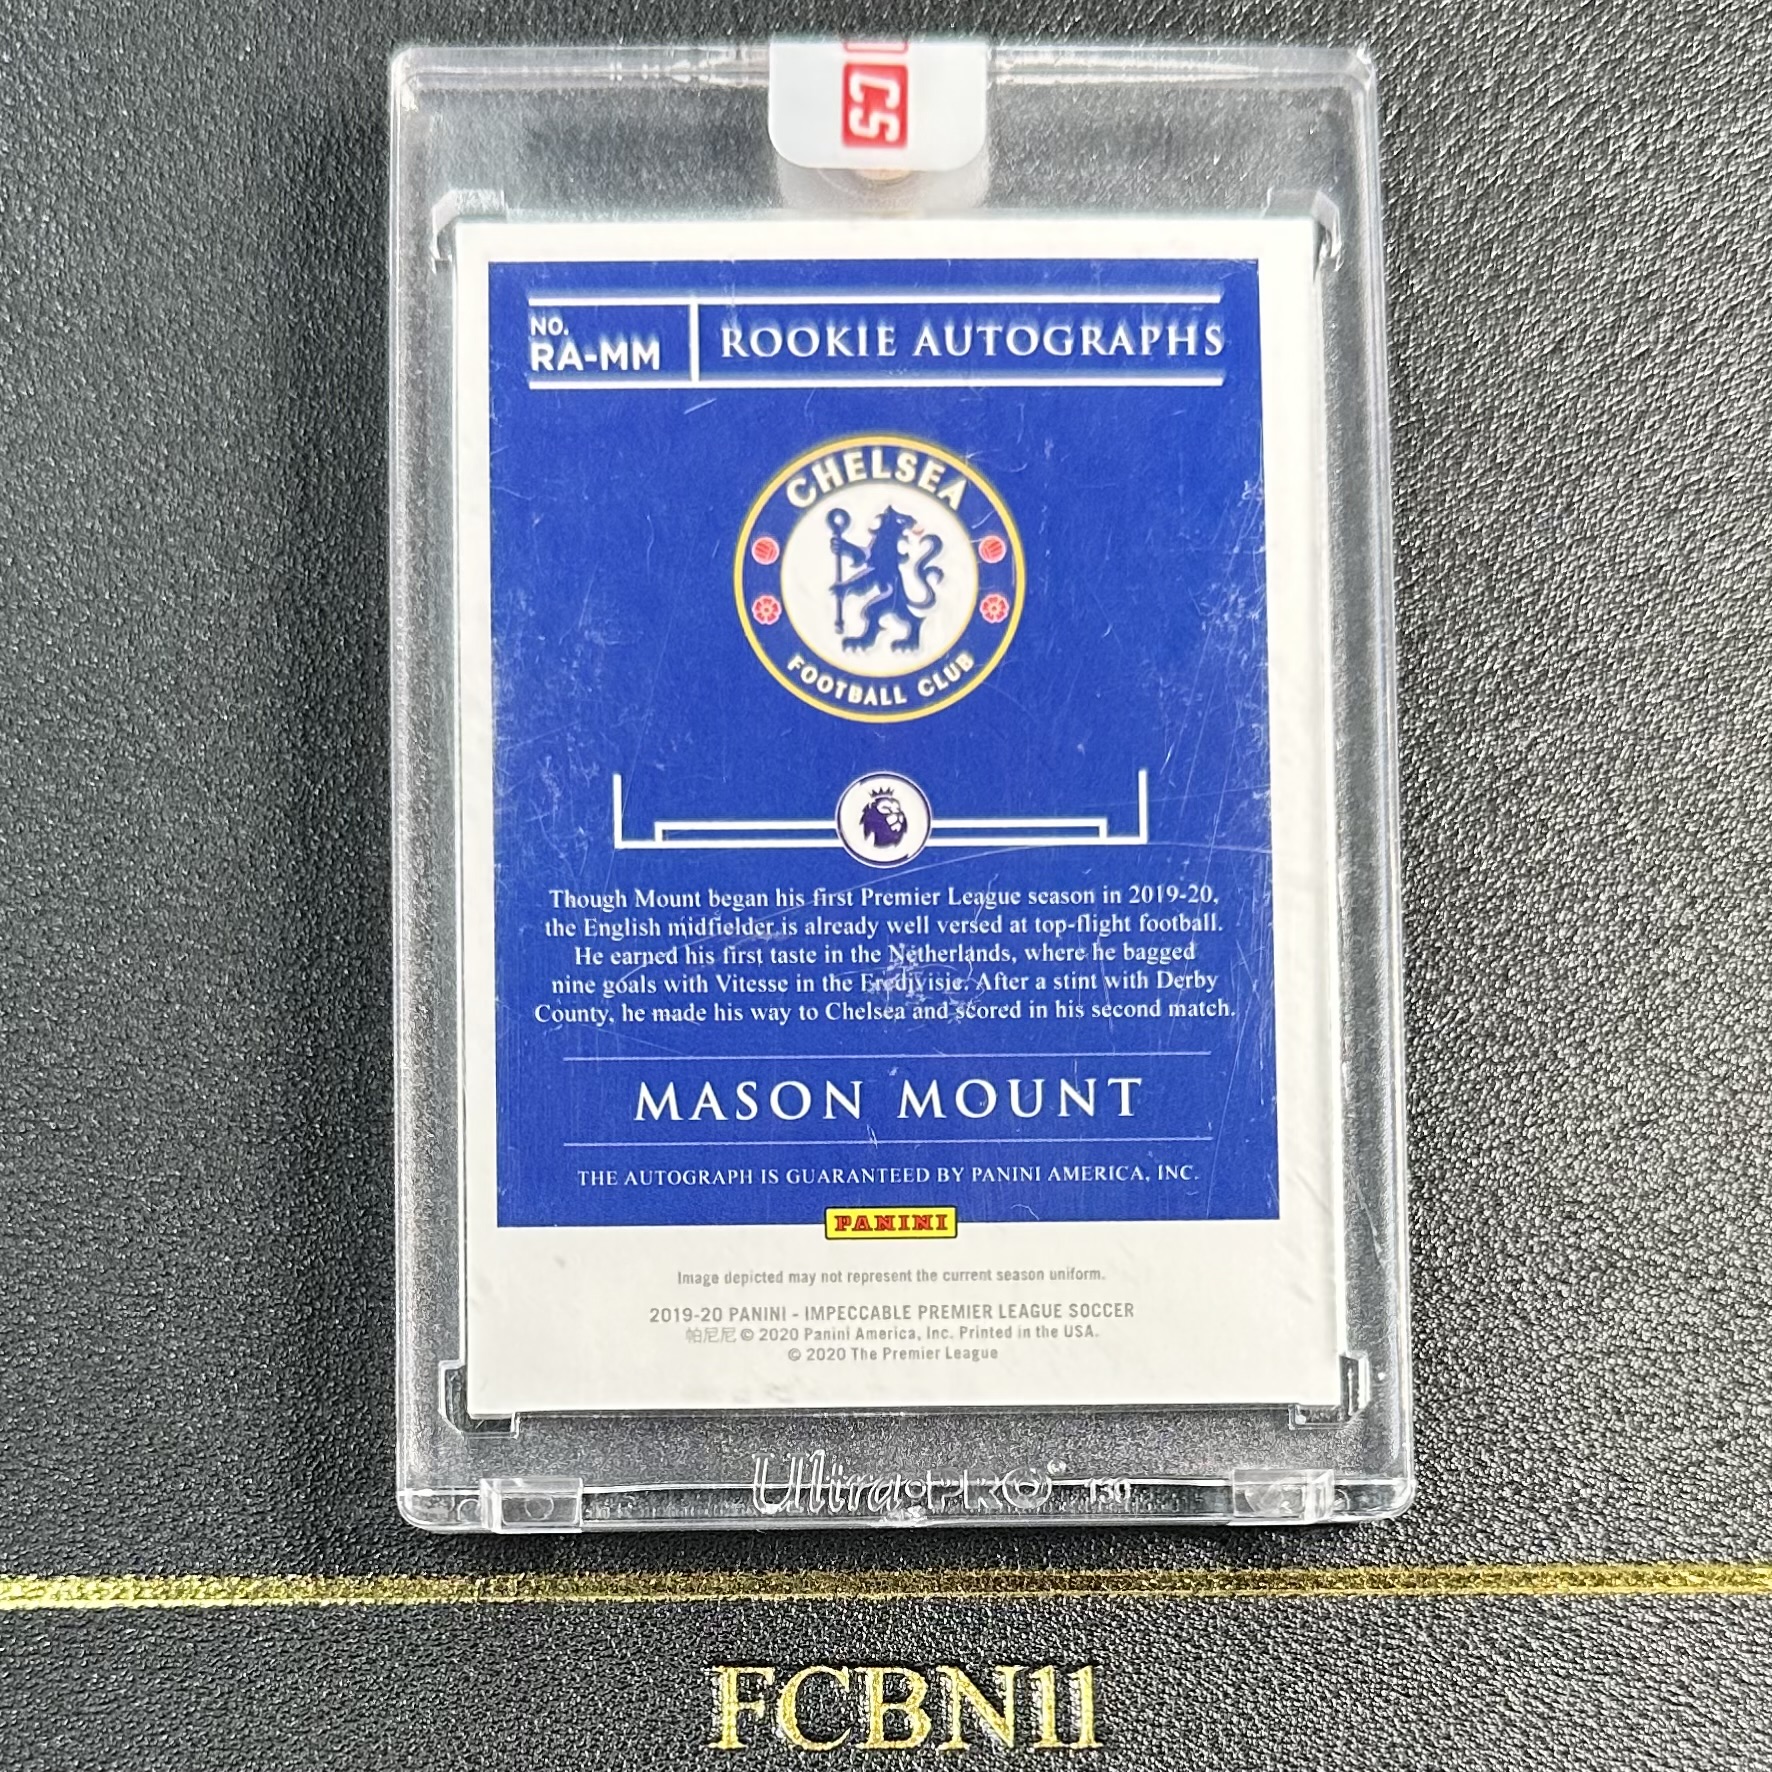 CS
NO.
RA-MM
ROOKIE AUTOGRAPHS
CHELSEA
FOOTBALL CLUB
Though Mount began his first Premier League season in 2019-20,
the English midfielder is already well versed at top-flight football.
He earned his first taste in the Netherlands, where he bagged
nine goals with Vitesse in the Eredivisie. After a stint with Derby
County, he made his way to Chelsea and scored in his second match.
MASON MOUNT
THE AUTOGRAPH IS GUARANTEED BY PANINI AMERICA, INC.
PANINI
Image depicted may not represent the current season uniform.
2019-20 PANINI - IMPECCABLE PREMIER LEAGUE SOCCER
帕尼尼 © 2020 Panini America, Inc. Printed in the USA.
© 2020 The Premier League
Ultra PRO 130
FCBN11